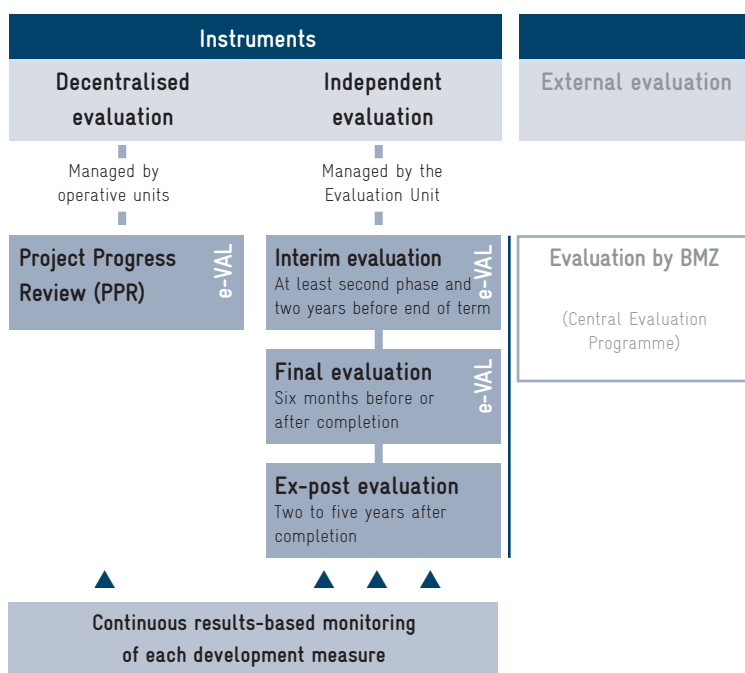 Instruments
Decentralised
evaluation
Independent
evaluation
External evaluation
Managed by
operative units
Managed by the
Evaluation Unit
Project Progress
Review (PPR)
e-VAL
Interim evaluation
At least second phase and
two years before end of term
e-VAL
Evaluation by BMZ
(Central Evaluation
Programme)
Final evaluation
Six months before or
after completion
e-VAL
Ex-post evaluation
Two to five years after
completion
Continuous results-based monitoring
of each development measure